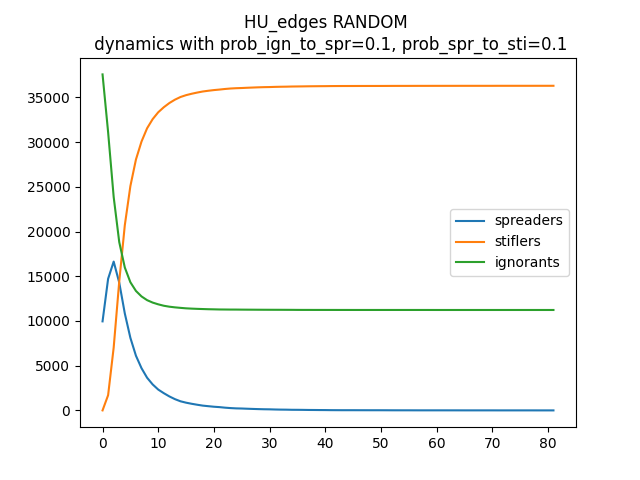 HU_edges RANDOM
dynamics with prob_ign_to_spr=0.1, prob_spr_to_sti=0.1
35000
30000
25000
20000
15000
10000
5000
0
spreaders
stiflers
ignorants
0 10 20 30 40 50 60 70 80